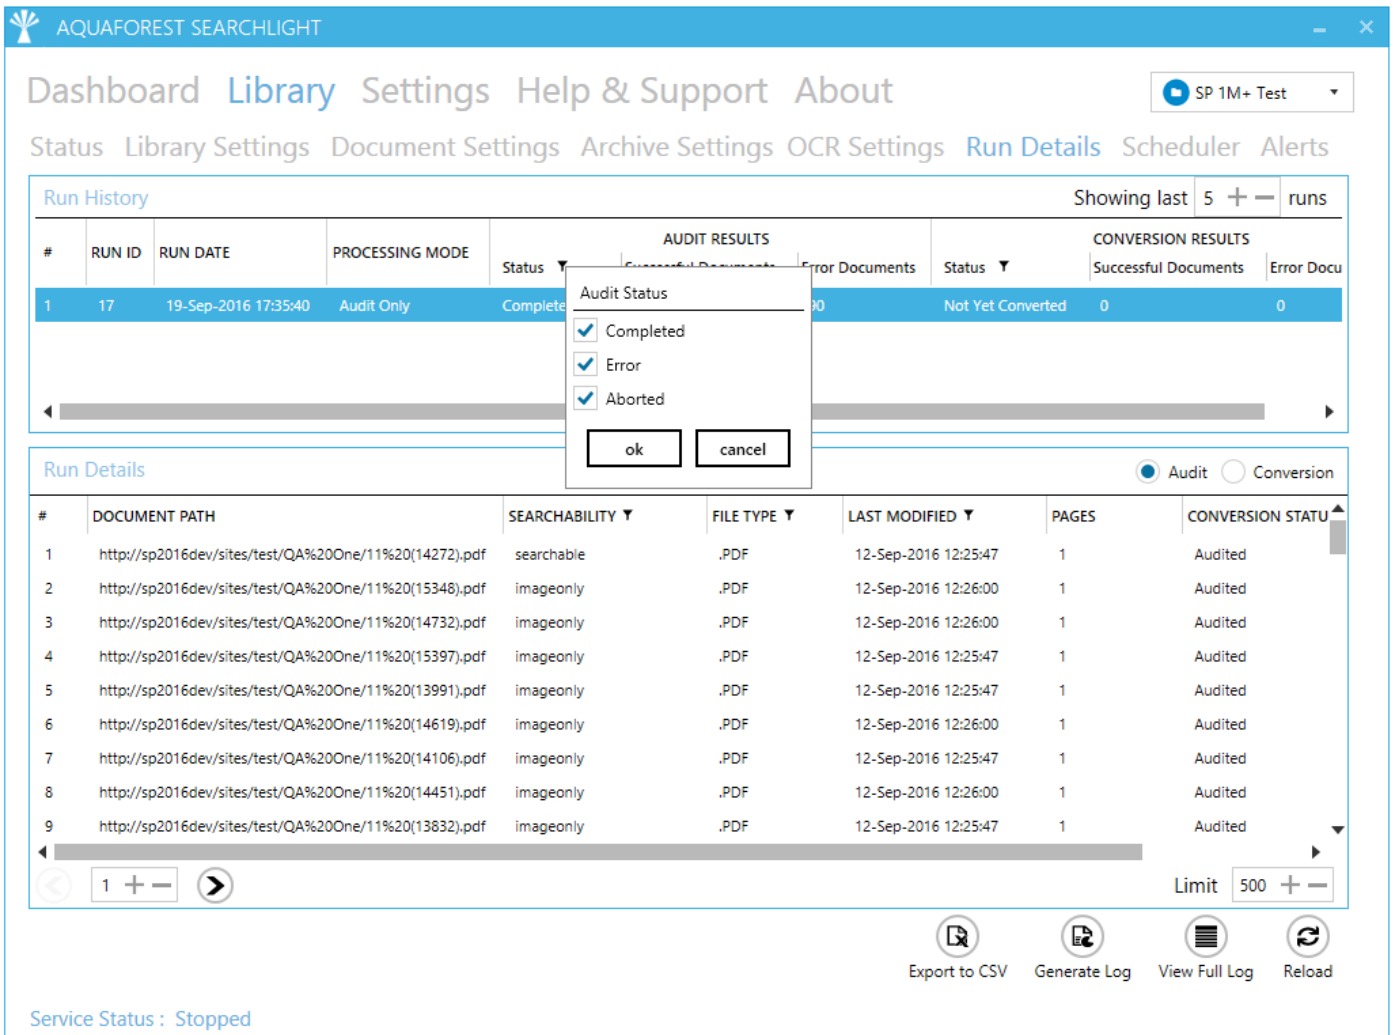 AQUAFOREST SEARCHLIGHT
Dashboard Library Settings Help & Support About
SP 1M+ Test
Status Library Settings Document Settings Archive Settings OCR Settings Run Details Scheduler Alerts
Run History Showing last 5 runs
AUDIT RESULTS CONVERSION RESULTS
# RUN ID RUN DATE PROCESSING MODE
Status Successful Documents Error Documents Status Successful Documents Error Docu
1 17 19-Sep-2016 17:35:40 Audit Only Complete 90 Not Yet Converted 0 0
Audit Status
Completed
Error
Aborted
ok cancel
Run Details Audit Conversion
# DOCUMENT PATH SEARCHABILITY FILE TYPE LAST MODIFIED PAGES CONVERSION STATU
1 http://sp2016dev/sites/test/QA%20One/11%20(14272).pdf searchable .PDF 12-Sep-2016 12:25:47 1 Audited
2 http://sp2016dev/sites/test/QA%20One/11%20(15348).pdf imageonly .PDF 12-Sep-2016 12:26:00 1 Audited
3 http://sp2016dev/sites/test/QA%20One/11%20(14732).pdf imageonly .PDF 12-Sep-2016 12:26:00 1 Audited
4 http://sp2016dev/sites/test/QA%20One/11%20(15397).pdf imageonly .PDF 12-Sep-2016 12:25:47 1 Audited
5 http://sp2016dev/sites/test/QA%20One/11%20(13991).pdf imageonly .PDF 12-Sep-2016 12:25:47 1 Audited
6 http://sp2016dev/sites/test/QA%20One/11%20(14619).pdf imageonly .PDF 12-Sep-2016 12:26:00 1 Audited
7 http://sp2016dev/sites/test/QA%20One/11%20(14106).pdf imageonly .PDF 12-Sep-2016 12:25:47 1 Audited
8 http://sp2016dev/sites/test/QA%20One/11%20(14451).pdf imageonly .PDF 12-Sep-2016 12:26:00 1 Audited
9 http://sp2016dev/sites/test/QA%20One/11%20(13832).pdf imageonly .PDF 12-Sep-2016 12:25:47 1 Audited
1 Limit 500
Export to CSV Generate Log View Full Log Reload
Service Status : Stopped